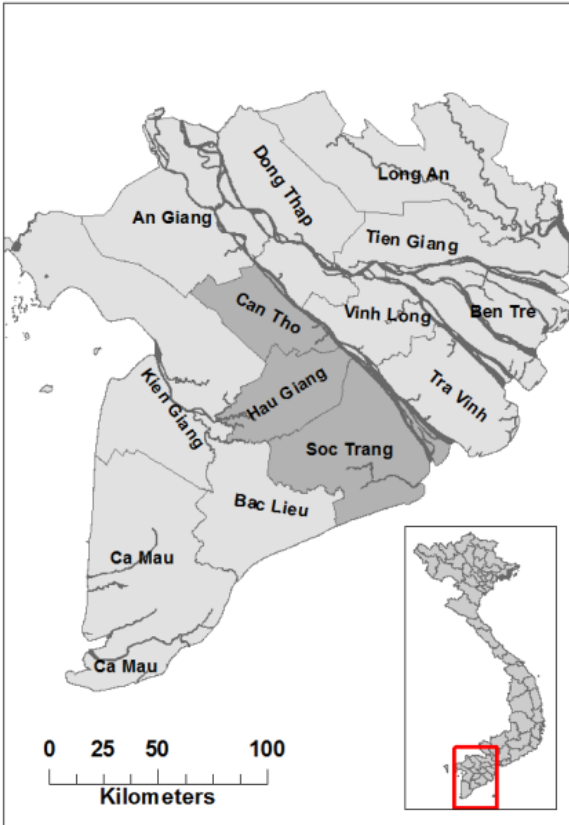 Dong Thap
Long An
An Giang
Tien Giang
Can Tho
Vinh Long
Ben Tre
Kien Giang
Hau Giang
Tra Vinh
Soc Trang
Bac Lieu
Ca Mau
Ca Mau
0 25 50 100
Kilometers